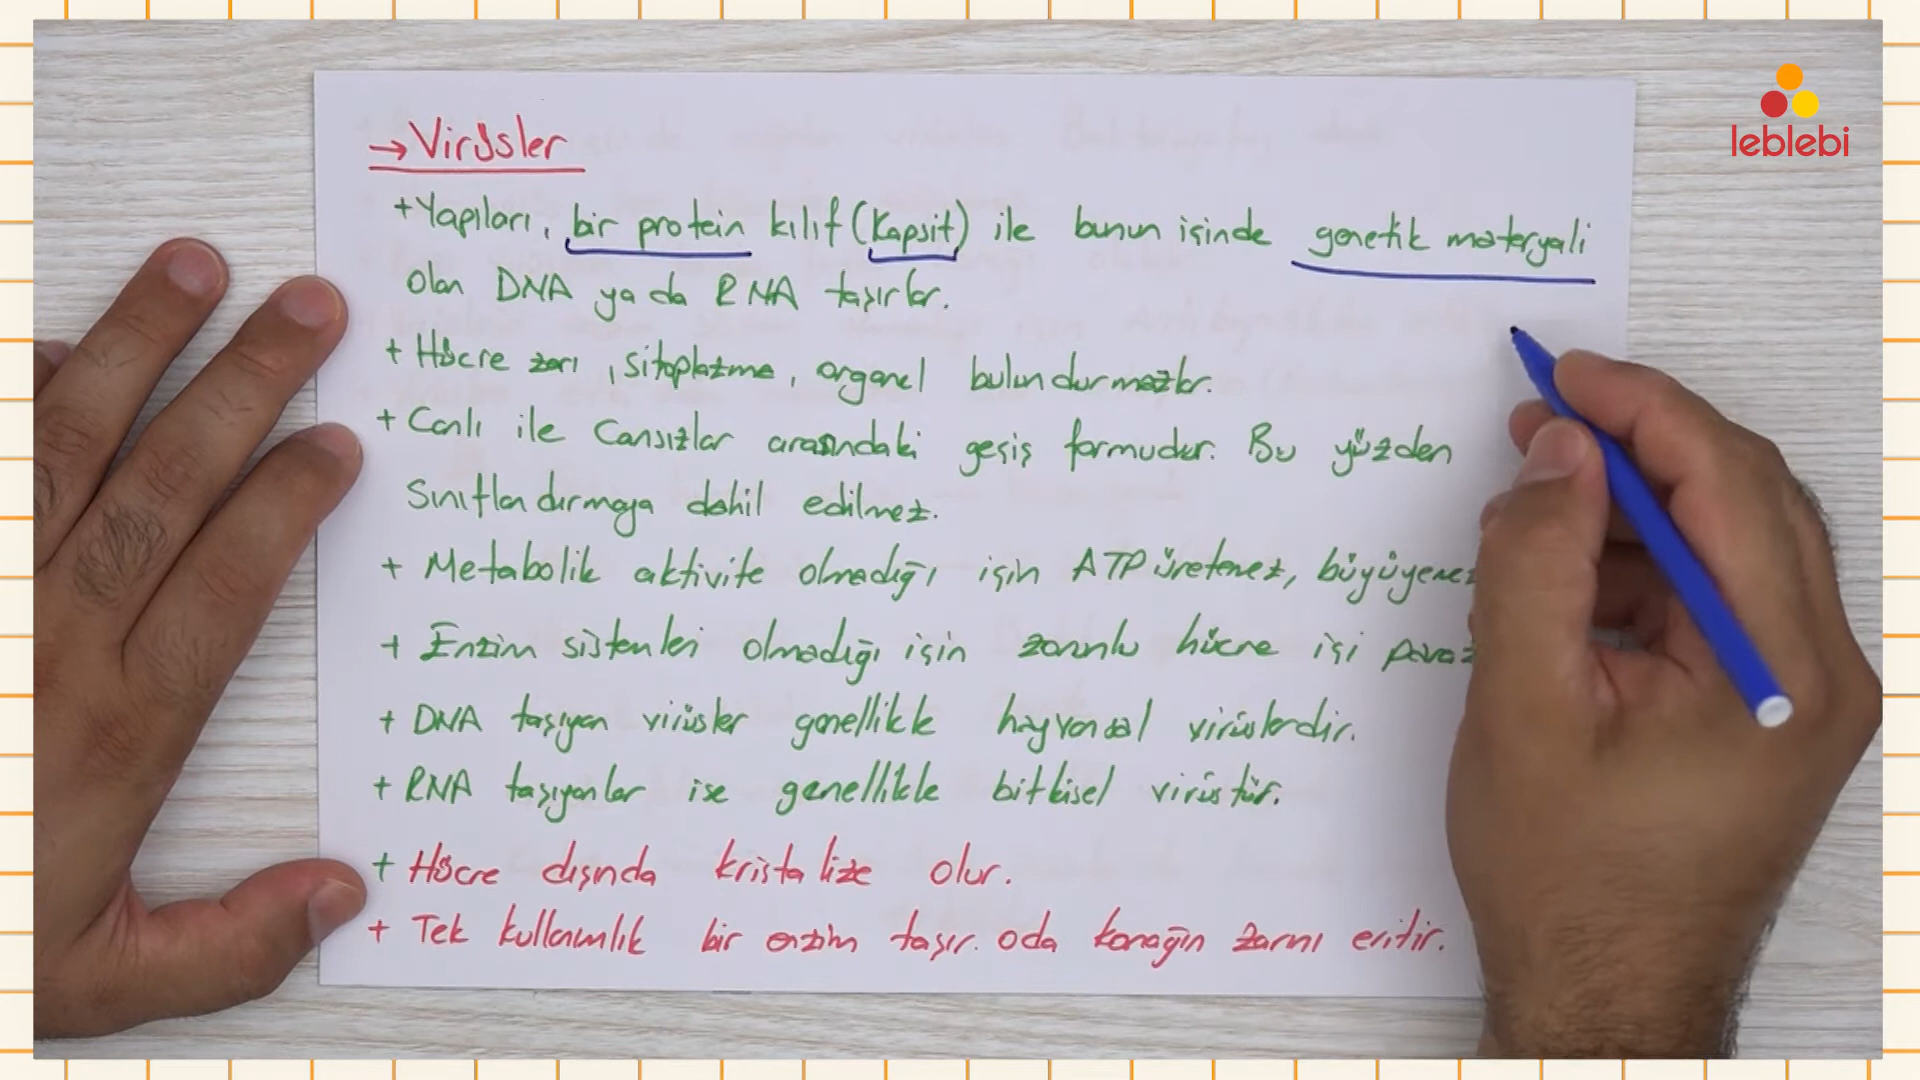 → Virüsler
+ Yapıları, bir protein kılıf (Kapsit) ile bunun içinde genetik materyali
olan DNA ya da RNA taşırlar.
+ Hücre zarı, sitoplazma, organel bulundurmazlar.
+ Canlı ile Cansızlar arasındaki geçiş formudur. Bu yüzden
Sınıflandırmaya dahil edilmez.
+ Metabolik aktivite olmadığı için ATP üretemez, büyüyemez
+ Enzim sistemleri olmadığı için zorunlu hücre içi
+ DNA taşıyan virüsler genellikle hayvansal virüslerdir.
+ RNA taşıyanlar ise genellikle bitkisel virüstür.
+ Hücre dışında kristalize olur.
+ Tek kullanımlık bir enzim taşır. oda konağın zarını eritir.
leblebi